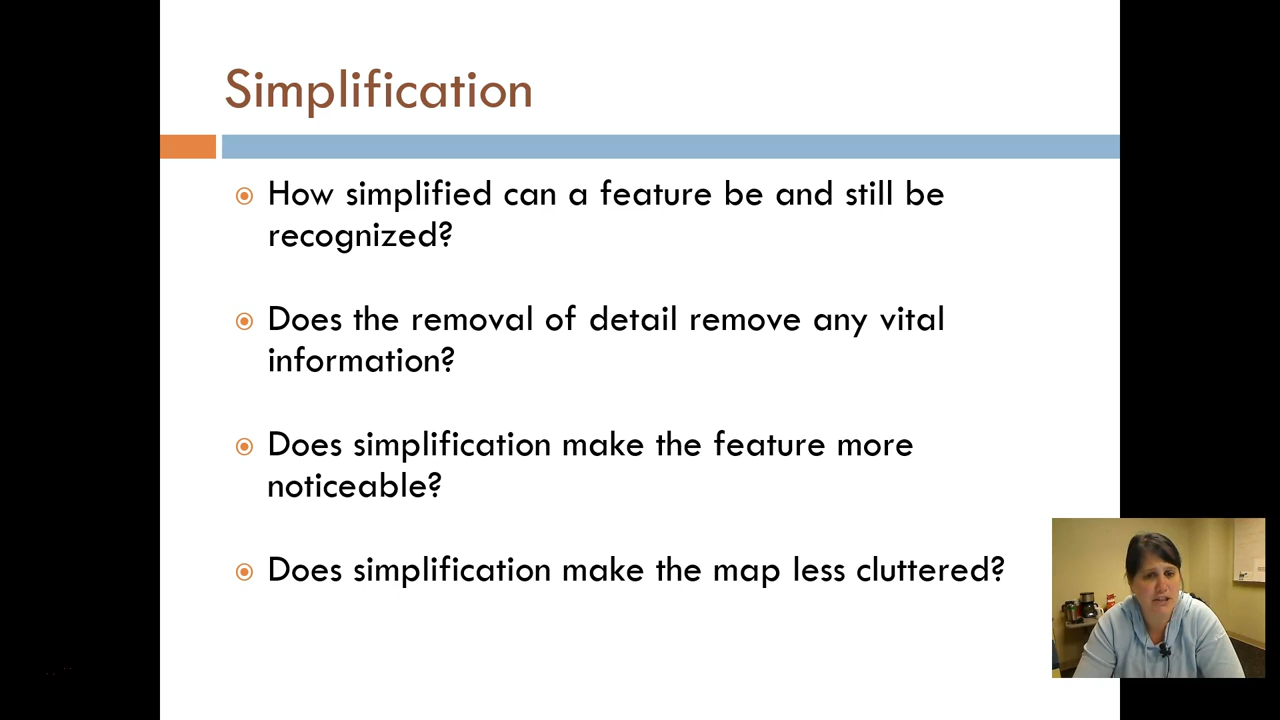 Simplification
How simplified can a feature be and still be
recognized?
Does the removal of detail remove any vital
information?
Does simplification make the feature more
noticeable?
Does simplification make the map less cluttered?